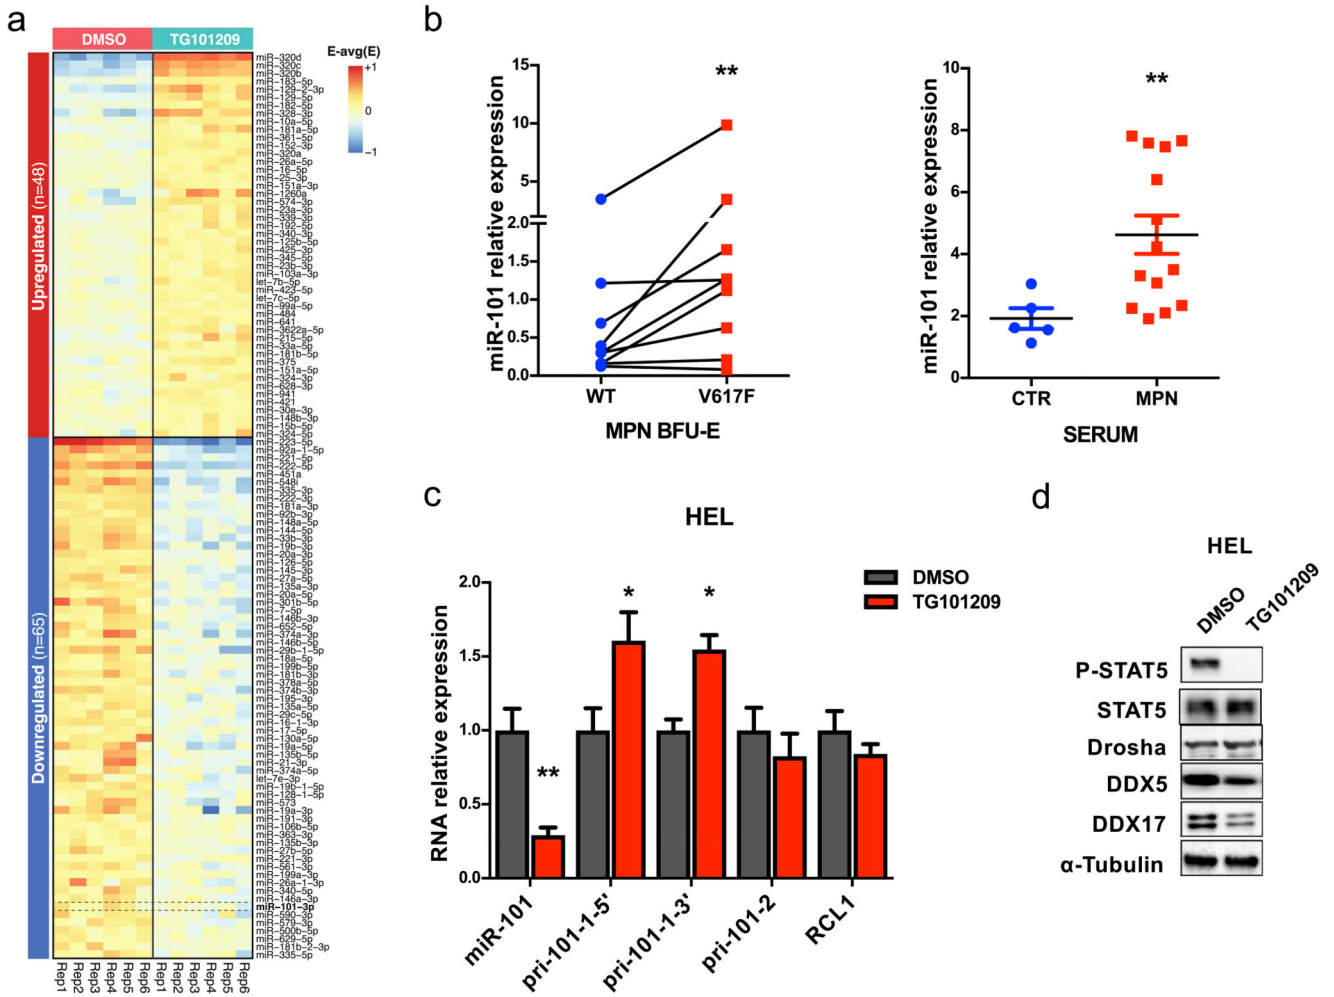 a
DMSO
TG101209
E-avg(E)
+1
0
−1
Upregulated (n=48)
miR−320d
miR−320c
miR−320b
miR−183−5p
miR−129−2−3p
miR−129−5p
miR−182−5p
miR−328−3p
miR−10a−5p
miR−181a−5p
miR−361−5p
miR−152−3p
miR−320a
miR−26a−5p
miR−16−5p
miR−25−3p
miR−151a−3p
miR−1260a
miR−574−3p
miR−23a−3p
miR−339−3p
miR−192−5p
miR−340−3p
miR−125b−5p
miR−425−3p
miR−345−5p
miR−23b−3p
miR−103a−3p
let−7b−5p
miR−423−5p
let−7c−5p
miR−99a−5p
miR−484
miR−641
miR−3622a−5p
miR−215−5p
miR−33a−5p
miR−181b−5p
miR−375
miR−151a−5p
miR−324−3p
miR−628−3p
miR−941
miR−421
miR−30e−3p
miR−148b−3p
miR−15b−5p
miR−324−5p
Downregulated (n=65)
miR−223−5p
miR−92a−1−5p
miR−221−5p
miR−222−5p
miR−451a
miR−548i
miR−335−3p
miR−222−3p
miR−181a−3p
miR−92b−3p
miR−148a−5p
miR−144−5p
miR−33b−3p
miR−19b−3p
miR−20a−3p
miR−126−5p
miR−145−3p
miR−27a−5p
miR−135a−3p
miR−20a−5p
miR−301b−5p
miR−7−5p
miR−146b−3p
miR−652−5p
miR−374a−3p
miR−146b−5p
miR−29b−1−5p
miR−18a−5p
miR−199b−5p
miR−181b−3p
miR−378a−5p
miR−374b−3p
miR−195−3p
miR−135a−5p
miR−29c−5p
miR−16−1−3p
miR−17−5p
miR−130a−5p
miR−19a−5p
miR−135b−5p
miR−21−3p
miR−374a−5p
let−7e−3p
miR−19b−1−5p
miR−128−1−5p
miR−573
miR−19a−3p
miR−191−3p
miR−106b−5p
miR−363−3p
miR−135b−3p
miR−27b−5p
miR−221−3p
miR−561−3p
miR−199a−3p
miR−26a−1−3p
miR−340−5p
miR−146a−3p
miR−101−3p
miR−590−3p
miR−579−3p
miR−500b−5p
miR−629−5p
miR−181b−2−3p
miR−335−5p
Rep1 Rep2 Rep3 Rep4 Rep5 Rep6 Rep1 Rep2 Rep3 Rep4 Rep5 Rep6
b
miR-101 relative expression
15
10
5
2.0
1.5
1.0
0.5
0.0
**
WT
V617F
MPN BFU-E
miR-101 relative expression
10
8
6
4
2
0
**
CTR
MPN
SERUM
c
HEL
DMSO
TG101209
RNA relative expression
2.0
1.5
1.0
0.5
0.0
**
*
*
miR-101
pri-101-1-5'
pri-101-1-3'
pri-101-2
RCL1
d
HEL
DMSO
TG101209
P-STAT5
STAT5
Drosha
DDX5
DDX17
α-Tubulin